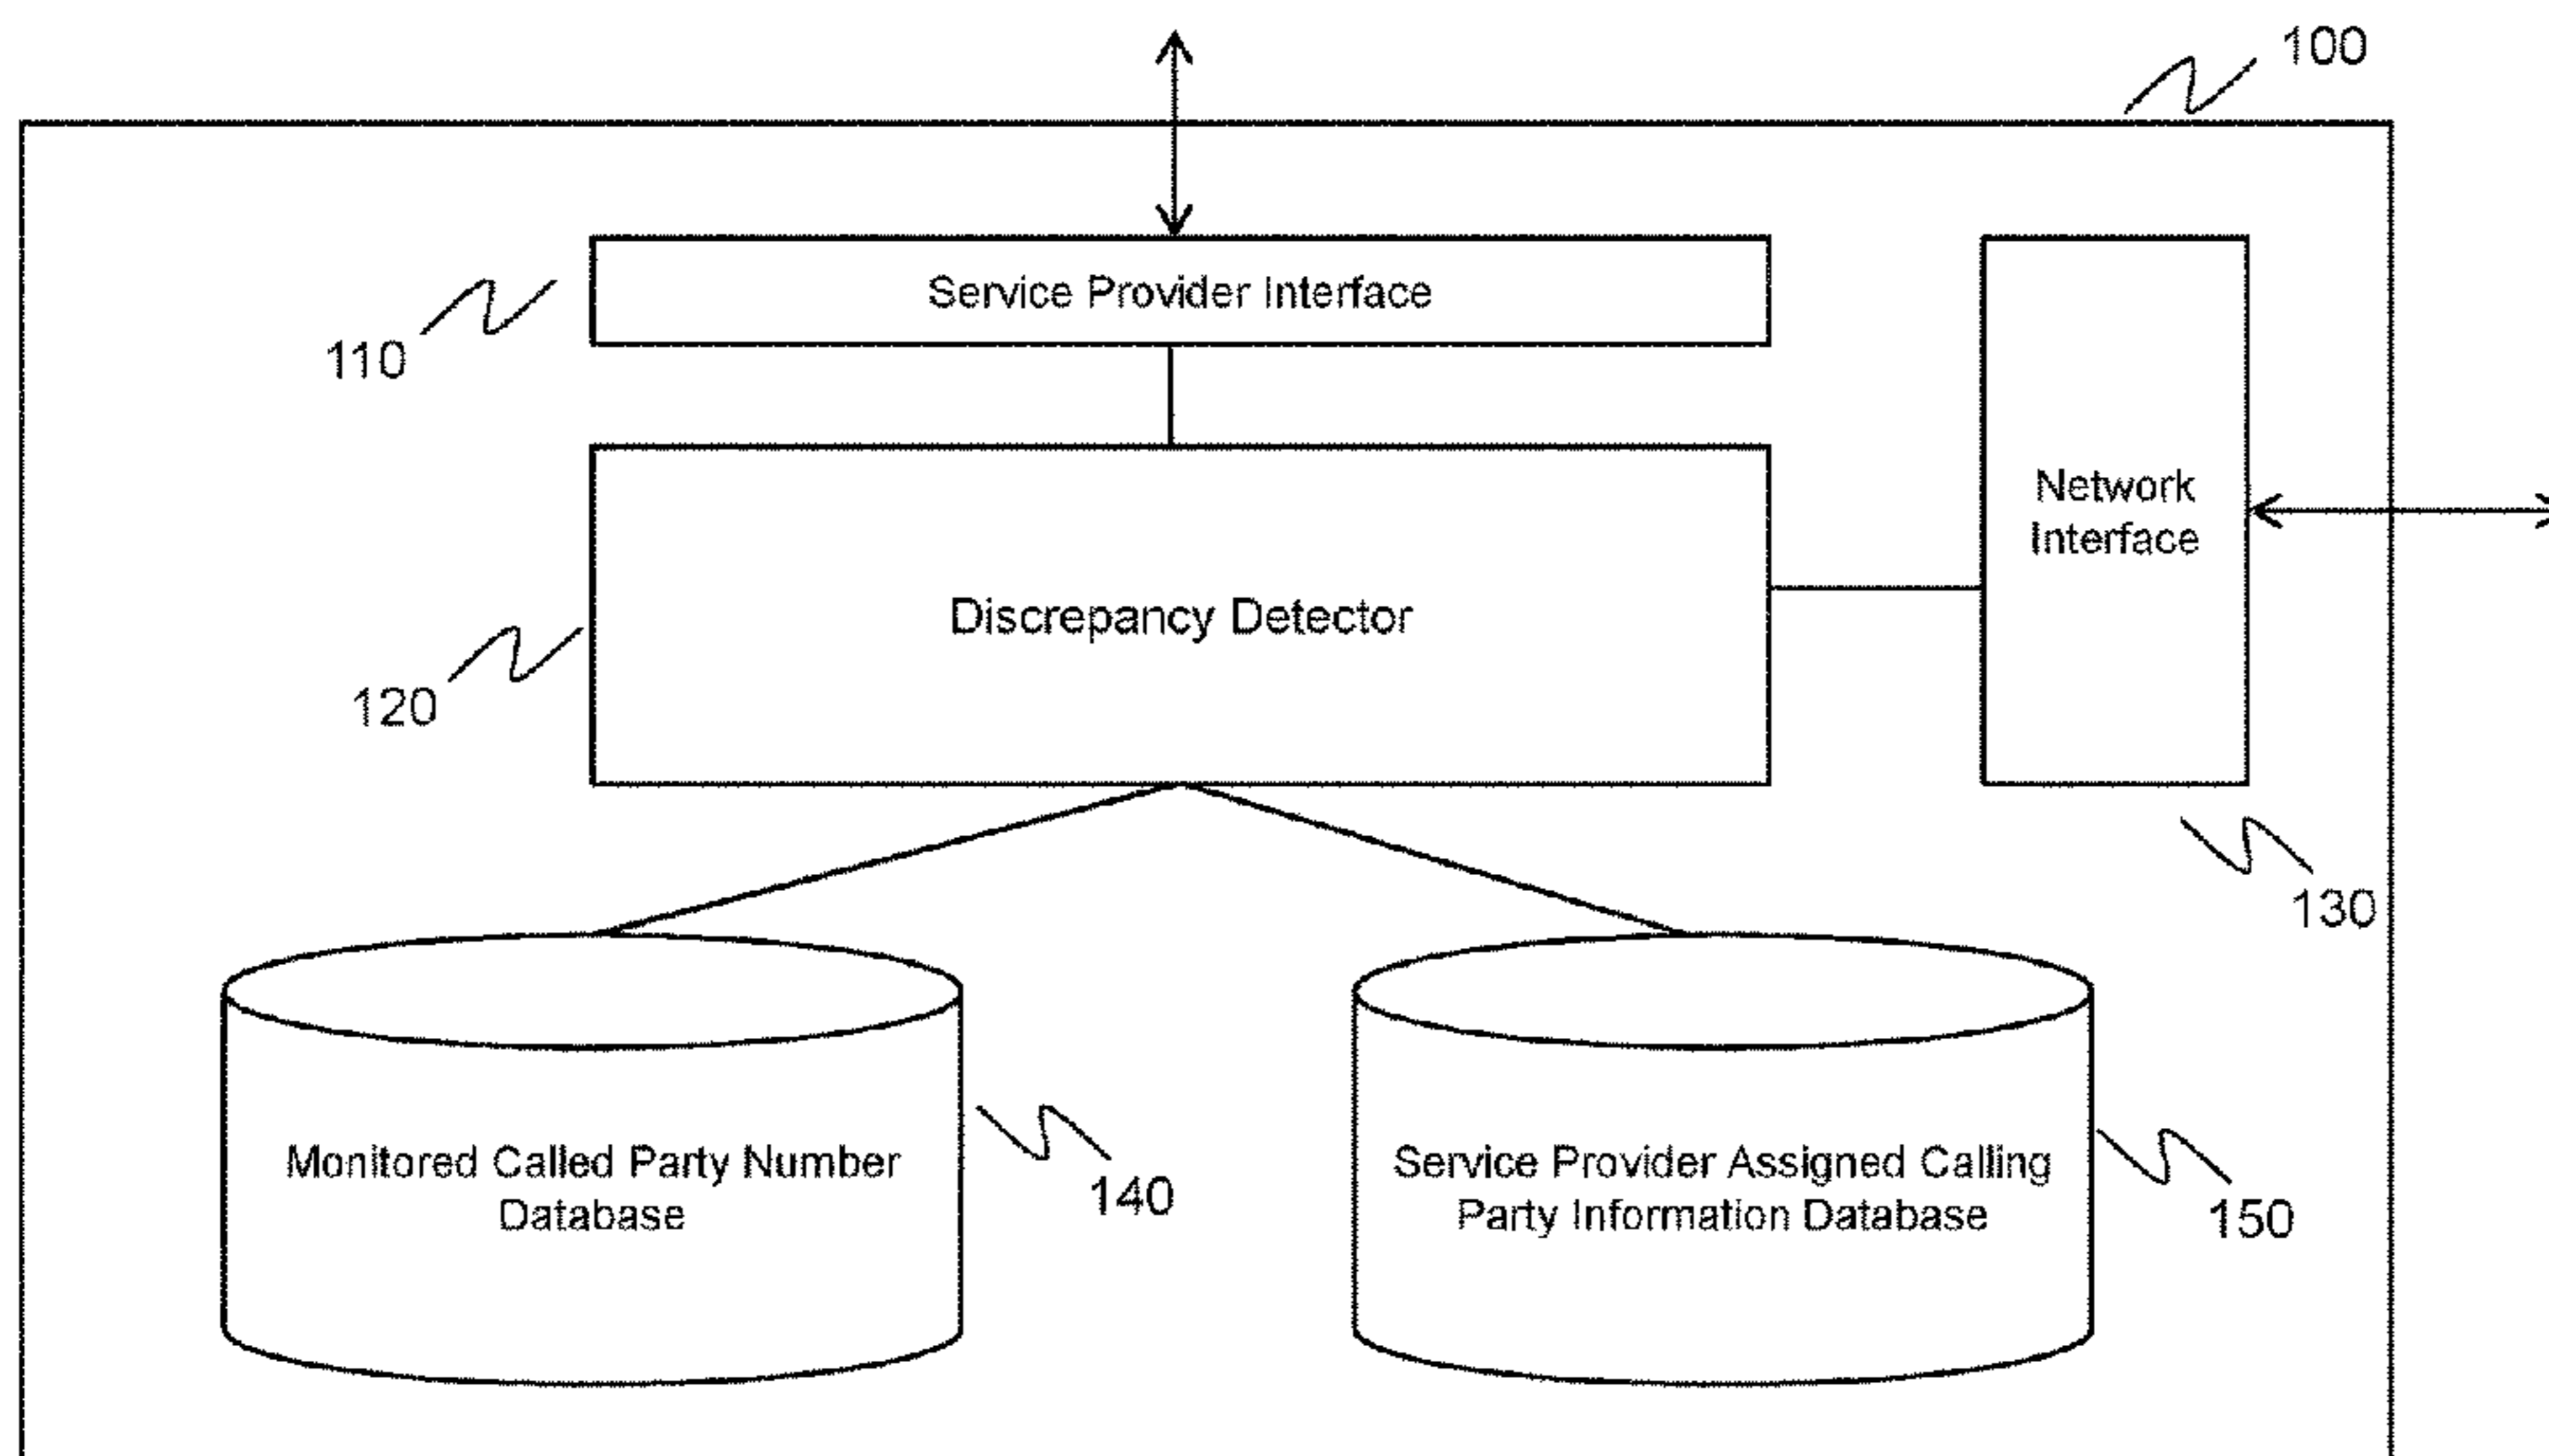 100
Service Provider Interface
110
Network
Interface
Discrepancy Detector
120
130
Monitored Called Party Number
Database
140
Service Provider Assigned Calling
Party Information Database
150